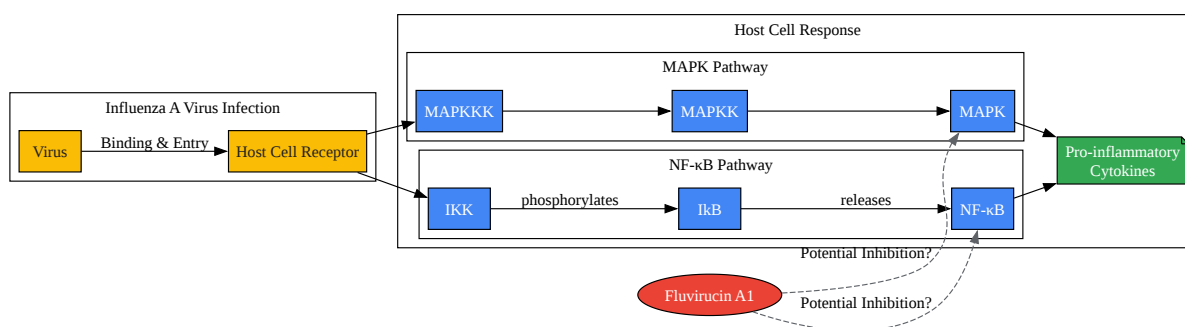 Host Cell Response
MAPK Pathway
Influenza A Virus Infection
MAPKKK
MAPKK
MAPK
Virus
Binding & Entry
Host Cell Receptor
Pro-inflammatory
Cytokines
NF-κB Pathway
IKK
phosphorylates
IkB
releases
NF-κB
Potential Inhibition?
Fluvirucin A1
Potential Inhibition?